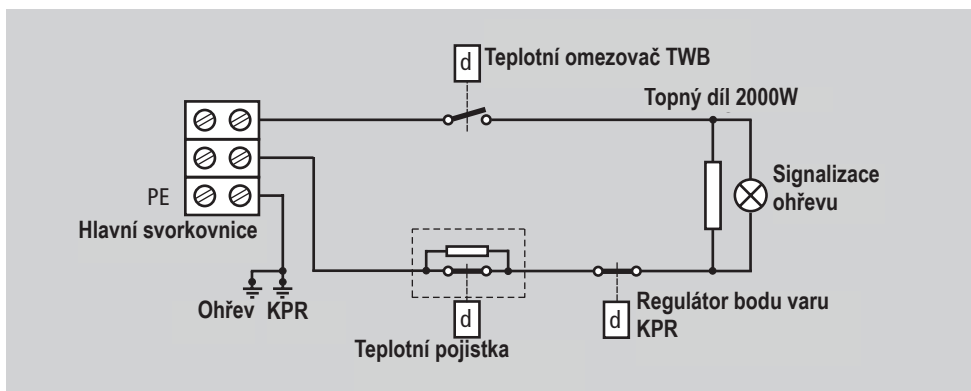 d Teplotní omezovač TWB
Topný díl 2000W
Signalizace
ohřevu
PE
Hlavní svorkovnice
Ohřev KPR
d
Teplotní pojistka
d
Regulátor bodu varu
KPR